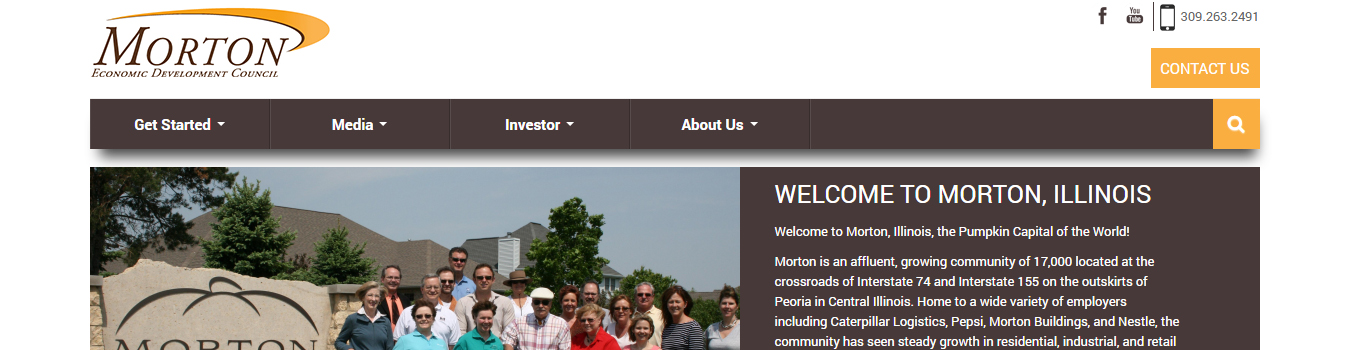 MORTON
ECONOMIC DEVELOPMENT COUNCIL
f
You Tube
309.263.2491
CONTACT US
Get Started
Media
Investor
About Us
MORTON
WELCOME TO MORTON, ILLINOIS
Welcome to Morton, Illinois, the Pumpkin Capital of the World!
Morton is an affluent, growing community of 17,000 located at the
crossroads of Interstate 74 and Interstate 155 on the outskirts of
Peoria in Central Illinois. Home to a wide variety of employers
including Caterpillar Logistics, Pepsi, Morton Buildings, and Nestle, the
community has seen steady growth in residential, industrial, and retail